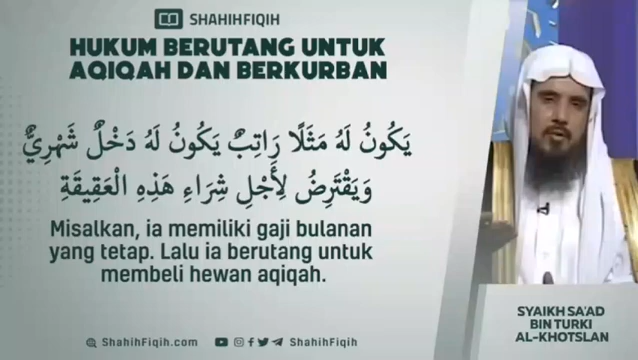 SHAHIHFIQIH
HUKUM BERUTANG UNTUK
AQIQAH DAN BERKURBAN
يَكُونُ لَهُ مَثَلًا رَاتِبٌ يَكُونُ لَهُ دَخْلٌ شَهْرِيٌّ
وَيَقْتَرِضُ لِأَجْلِ شِرَاءِ هَذِهِ الْعَقِيقَةِ
Misalkan, ia memiliki gaji bulanan
yang tetap. Lalu ia berutang untuk
membeli hewan aqiqah.
SYAIKH SA'AD
BIN TURKI
AL-KHOTSLAN
ShahihFiqih.com
ShahihFiqih